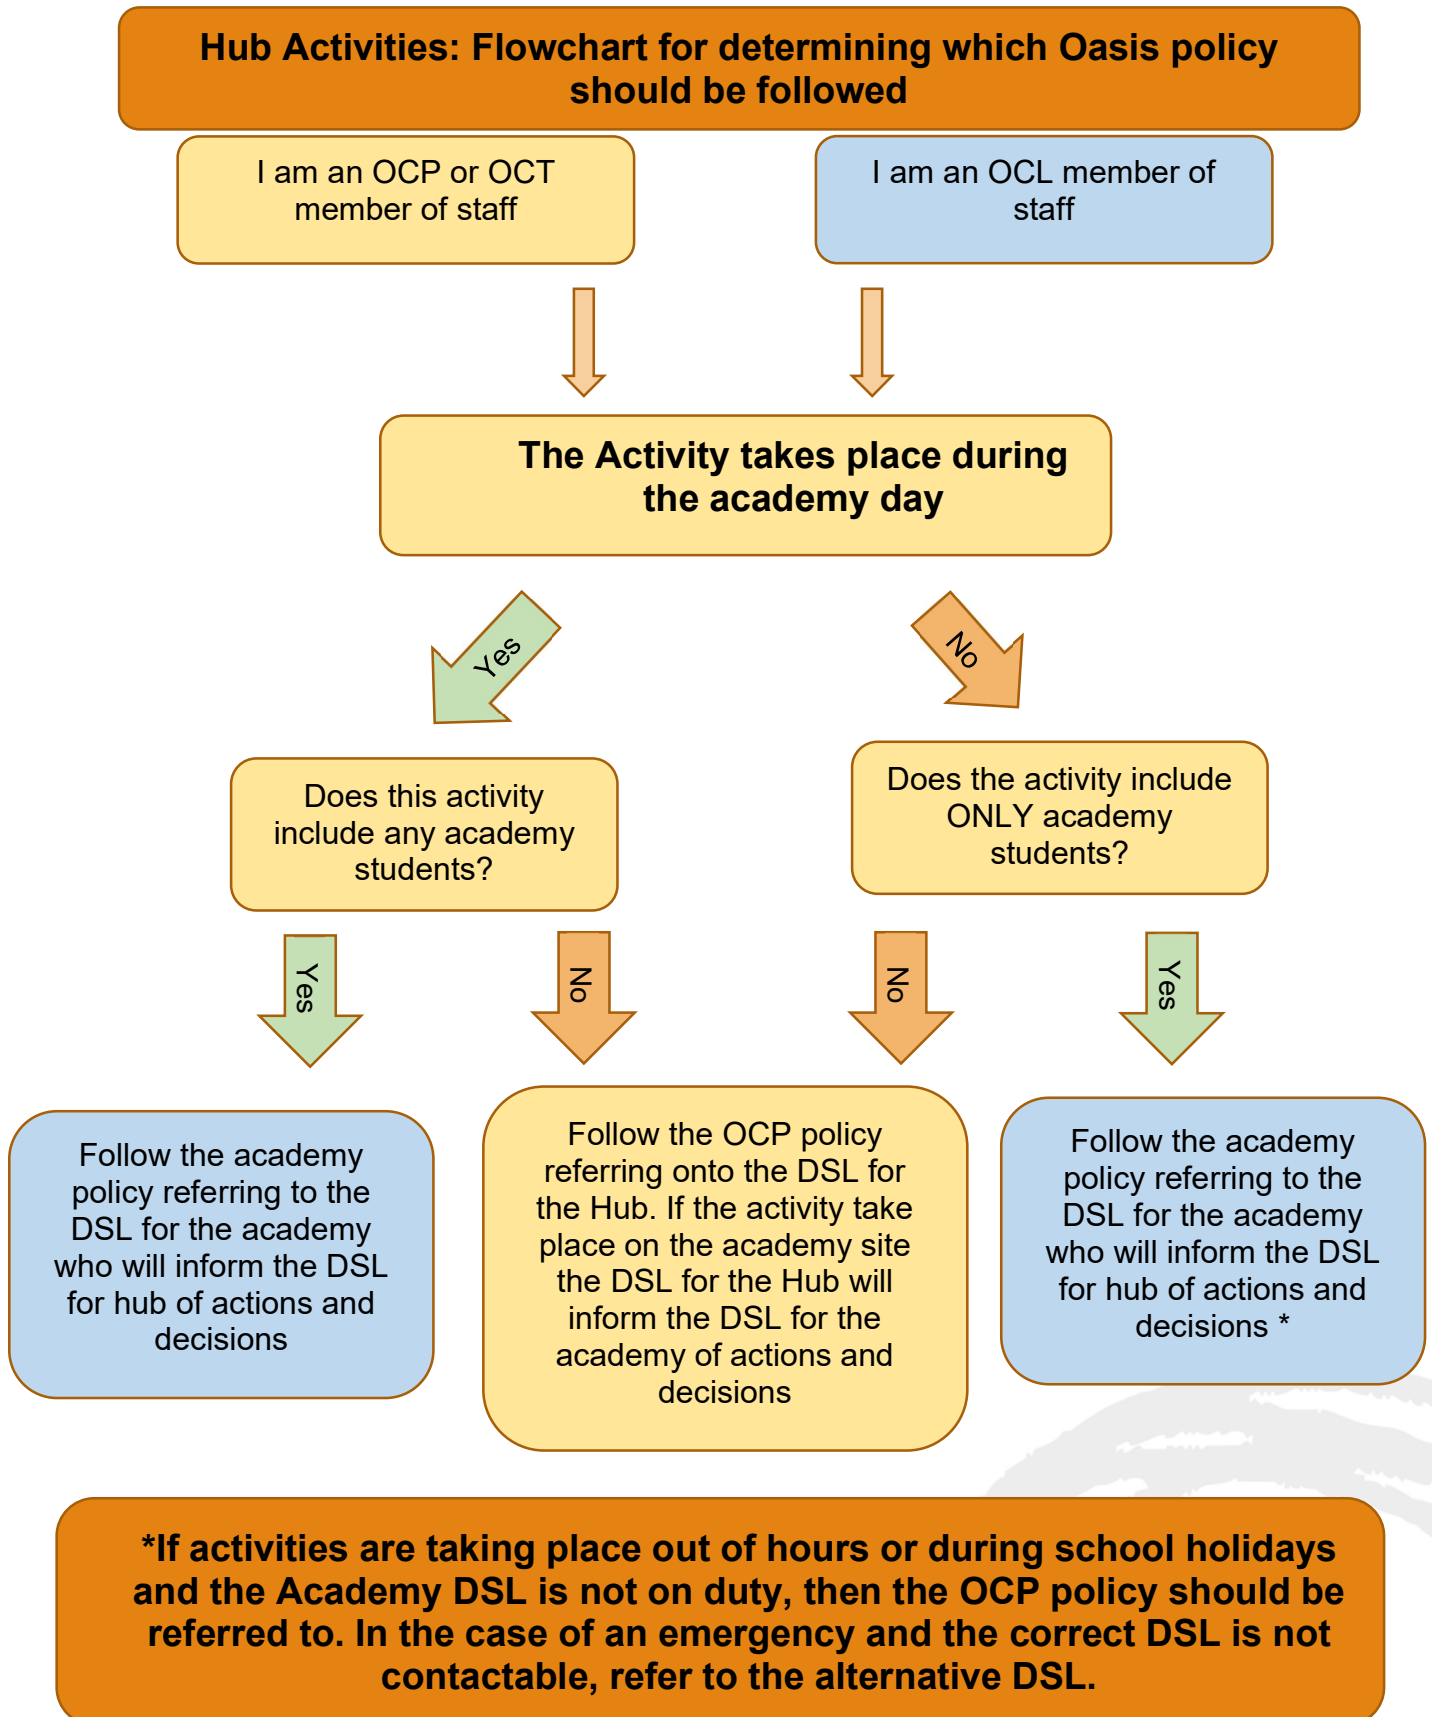 Hub Activities: Flowchart for determining which Oasis policy
should be followed
I am an OCP or OCT
member of staff
I am an OCL member of
staff
The Activity takes place during
the academy day
Yes
No
Does this activity
include any academy
students?
Does the activity include
ONLY academy
students?
Yes
No
No
Yes
Follow the academy
policy referring to the
DSL for the academy
who will inform the DSL
for hub of actions and
decisions
Follow the OCP policy
referring onto the DSL for
the Hub. If the activity take
place on the academy site
the DSL for the Hub will
inform the DSL for the
academy of actions and
decisions
Follow the academy
policy referring to the
DSL for the academy
who will inform the DSL
for hub of actions and
decisions *
*If activities are taking place out of hours or during school holidays
and the Academy DSL is not on duty, then the OCP policy should be
referred to. In the case of an emergency and the correct DSL is not
contactable, refer to the alternative DSL.